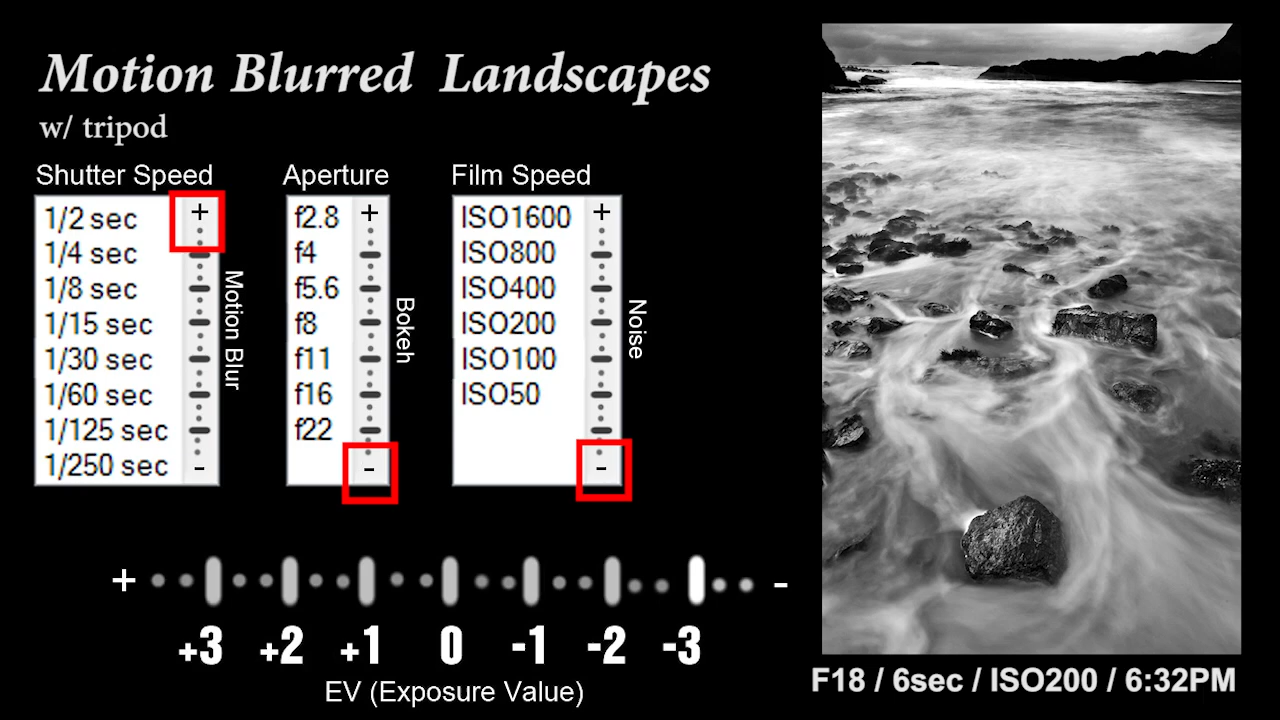 Motion Blurred Landscapes
w/ tripod
Shutter Speed
+
1/2 sec
1/4 sec
1/8 sec
1/15 sec
1/30 sec
1/60 sec
1/125 sec
1/250 sec
-
Motion Blur
Aperture
+
f2.8
f4
f5.6
f8
f11
f16
f22
-
Bokeh
Film Speed
+
ISO1600
ISO800
ISO400
ISO200
ISO100
ISO50
-
Noise
+ -
+3 +2 +1 0 -1 -2 -3
EV (Exposure Value)
F18 / 6sec / ISO200 / 6:32PM